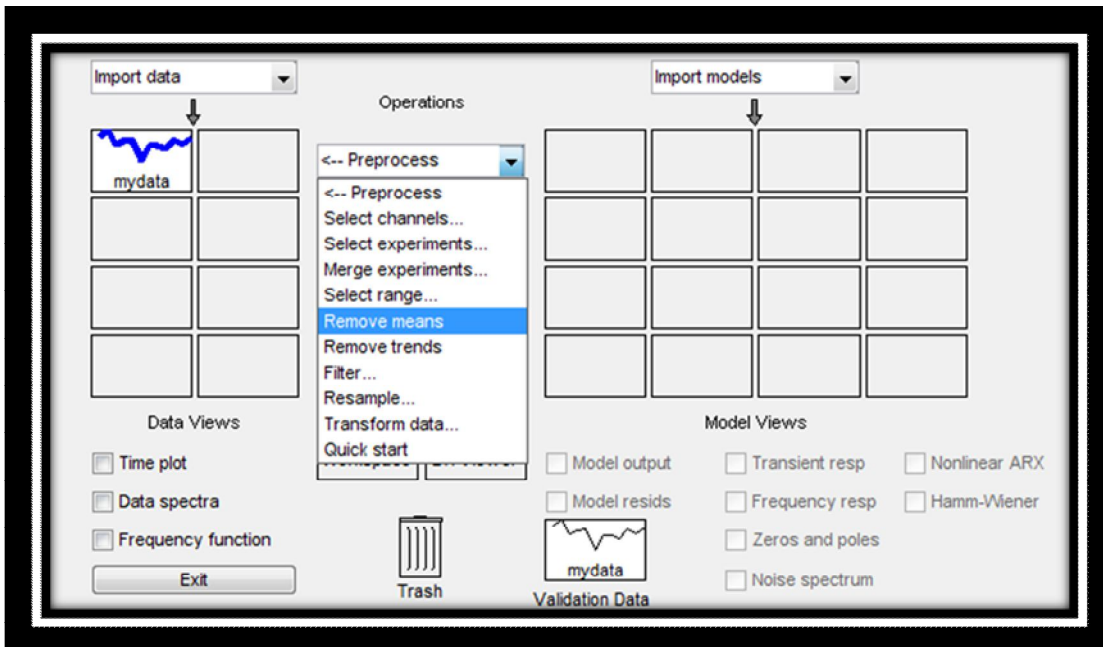 Import data
Import models
Operations
mydata
<-- Preprocess
<-- Preprocess
Select channels...
Select experiments...
Merge experiments...
Select range...
Remove means
Remove trends
Filter...
Resample...
Transform data...
Quick start
Data Views
Time plot
Data spectra
Frequency function
Exit
Trash
mydata
Validation Data
Model Views
Model output
Transient resp
Nonlinear ARX
Model resids
Frequency resp
Hamm-Wiener
Zeros and poles
Noise spectrum